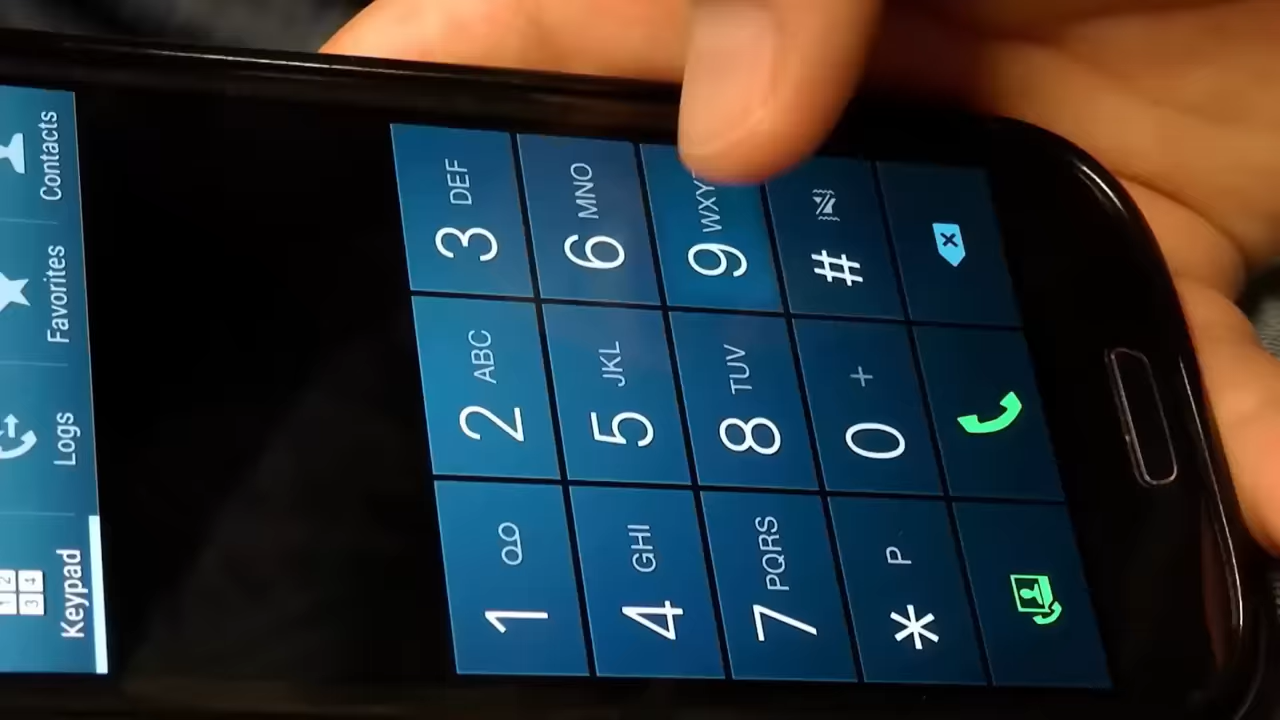 Keypad Logs Favorites Contacts
1 2 ABC 3 DEF
4 GHI 5 JKL 6 MNO
7 PQRS 8 TUV 9 WXY
* P 0 + #